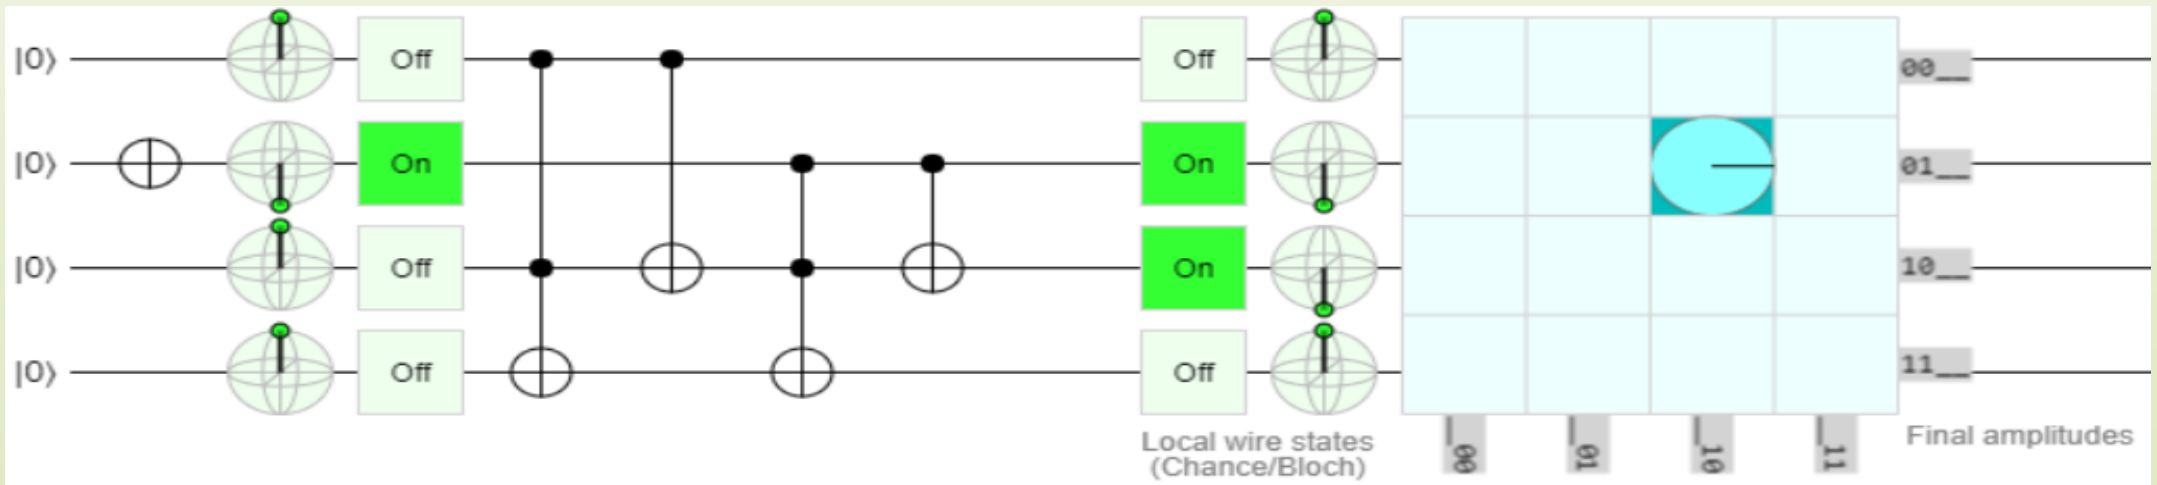 |0⟩ Off Off 00__
|0⟩ On On 01__
|0⟩ Off On 10__
|0⟩ Off Off 11__
Local wire states
(Chance/Bloch)
__00 __01 __10 __11
Final amplitudes